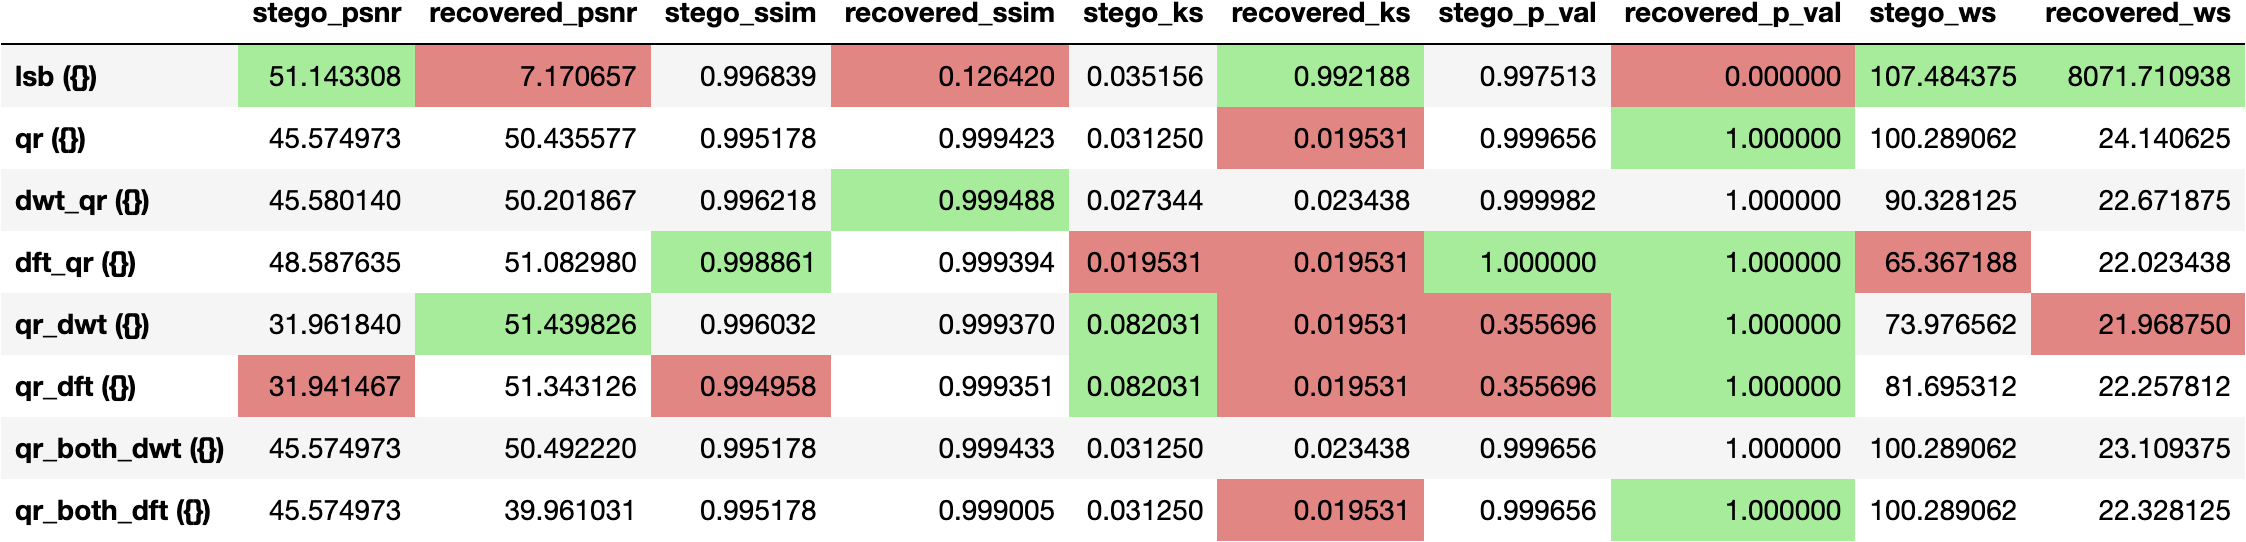 stego_psnr recovered_psnr stego_ssim recovered_ssim stego_ks recovered_ks stego_p_val recovered_p_val stego_ws recovered_ws
lsb ({}) 51.143308 7.170657 0.996839 0.126420 0.035156 0.992188 0.997513 0.000000 107.484375 8071.710938
qr ({}) 45.574973 50.435577 0.995178 0.999423 0.031250 0.019531 0.999656 1.000000 100.289062 24.140625
dwt_qr ({}) 45.580140 50.201867 0.996218 0.999488 0.027344 0.023438 0.999982 1.000000 90.328125 22.671875
dft_qr ({}) 48.587635 51.082980 0.998861 0.999394 0.019531 0.019531 1.000000 1.000000 65.367188 22.023438
qr_dwt ({}) 31.961840 51.439826 0.996032 0.999370 0.082031 0.019531 0.355696 1.000000 73.976562 21.968750
qr_dft ({}) 31.941467 51.343126 0.994958 0.999351 0.082031 0.019531 0.355696 1.000000 81.695312 22.257812
qr_both_dwt ({}) 45.574973 50.492220 0.995178 0.999433 0.031250 0.023438 0.999656 1.000000 100.289062 23.109375
qr_both_dft ({}) 45.574973 39.961031 0.995178 0.999005 0.031250 0.019531 0.999656 1.000000 100.289062 22.328125